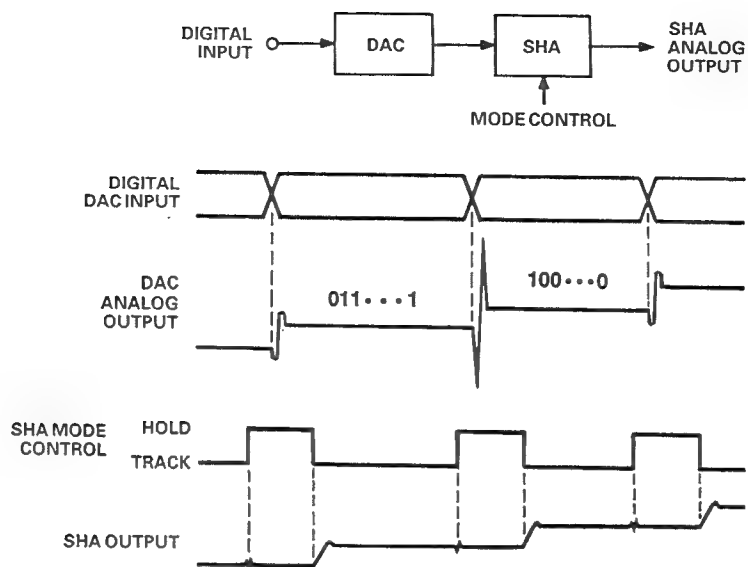 DIGITAL
INPUT
DAC
SHA
SHA
ANALOG
OUTPUT
MODE CONTROL
DIGITAL
DAC INPUT
DAC
ANALOG
OUTPUT
011•••1
100•••0
SHA MODE
CONTROL
HOLD
TRACK
SHA OUTPUT